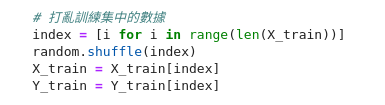 # 打亂訓練集中的數據
index = [i for i in range(len(X_train))]
random.shuffle(index)
X_train = X_train[index]
Y_train = Y_train[index]